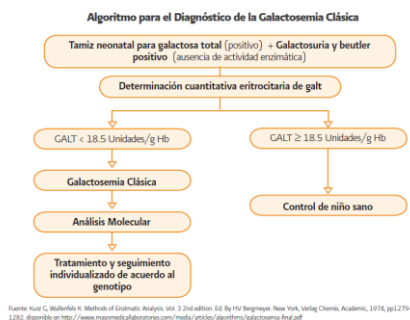 Algoritmo para el Diagnóstico de la Galactosemia Clásica
Tamiz neonatal para galactosa total (positivo) + Galactosuria y beutler
positivo (ausencia de actividad enzimática)
Determinación cuantitativa eritrocitaria de galt
GALT < 18.5 Unidades/g Hb
GALT ≥ 18.5 Unidades/g Hb
Galactosemia Clásica
Control de niño sano
Análisis Molecular
Tratamiento y seguimiento
individualizado de acuerdo al
genotipo
Fuente: Kurz G, Wallenfels K. Methods of Enzimatic Analysis. Vol. 3 2nd edition. Ed. By HV Bergmeyer. New York, Verlag Chemie, Academic, 1974, pp1279-
1282. disponible en http://www.mayomedicallaboratories.com/media/articles/algorithms/galactosemia-final.pdf